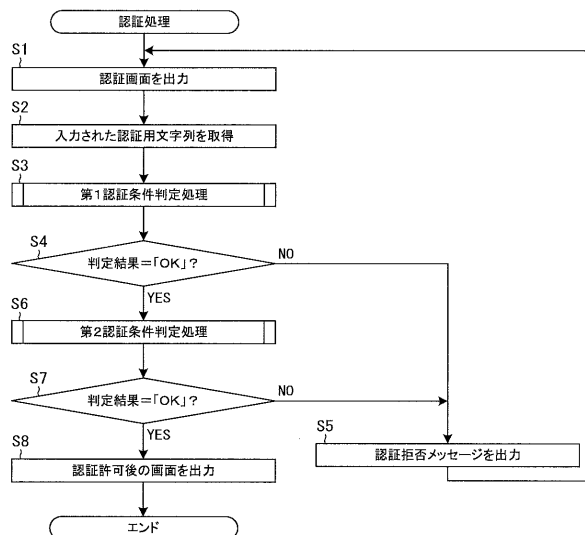 認証処理
S1
認証画面を出力
S2
入力された認証用文字列を取得
S3
第1認証条件判定処理
S4
判定結果=「OK」?
NO
YES
S6
第2認証条件判定処理
S7
判定結果=「OK」?
NO
YES
S5
認証拒否メッセージを出力
S8
認証許可後の画面を出力
エンド